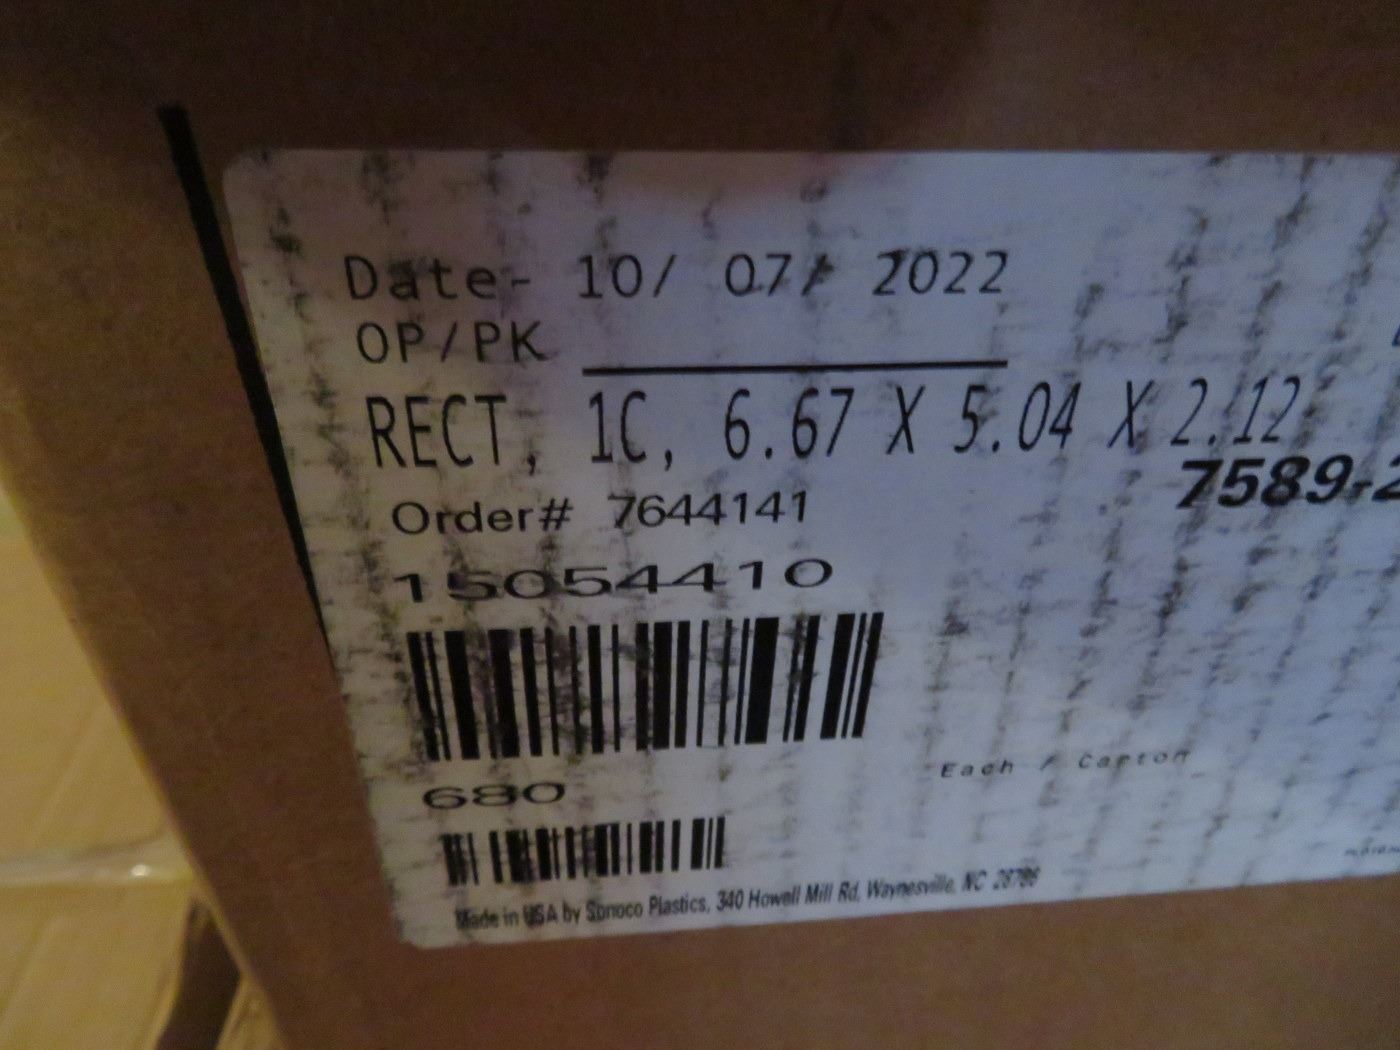 Date- 10/ 07/ 2022
OP/PK
RECT, 1C, 6.67 X 5.04 X 2.12
7589-2
Order# 7644141
15054410
680
Each / Carton
Made in USA by Sonoco Plastics, 340 Howell Mill Rd, Waynesville, NC 28786